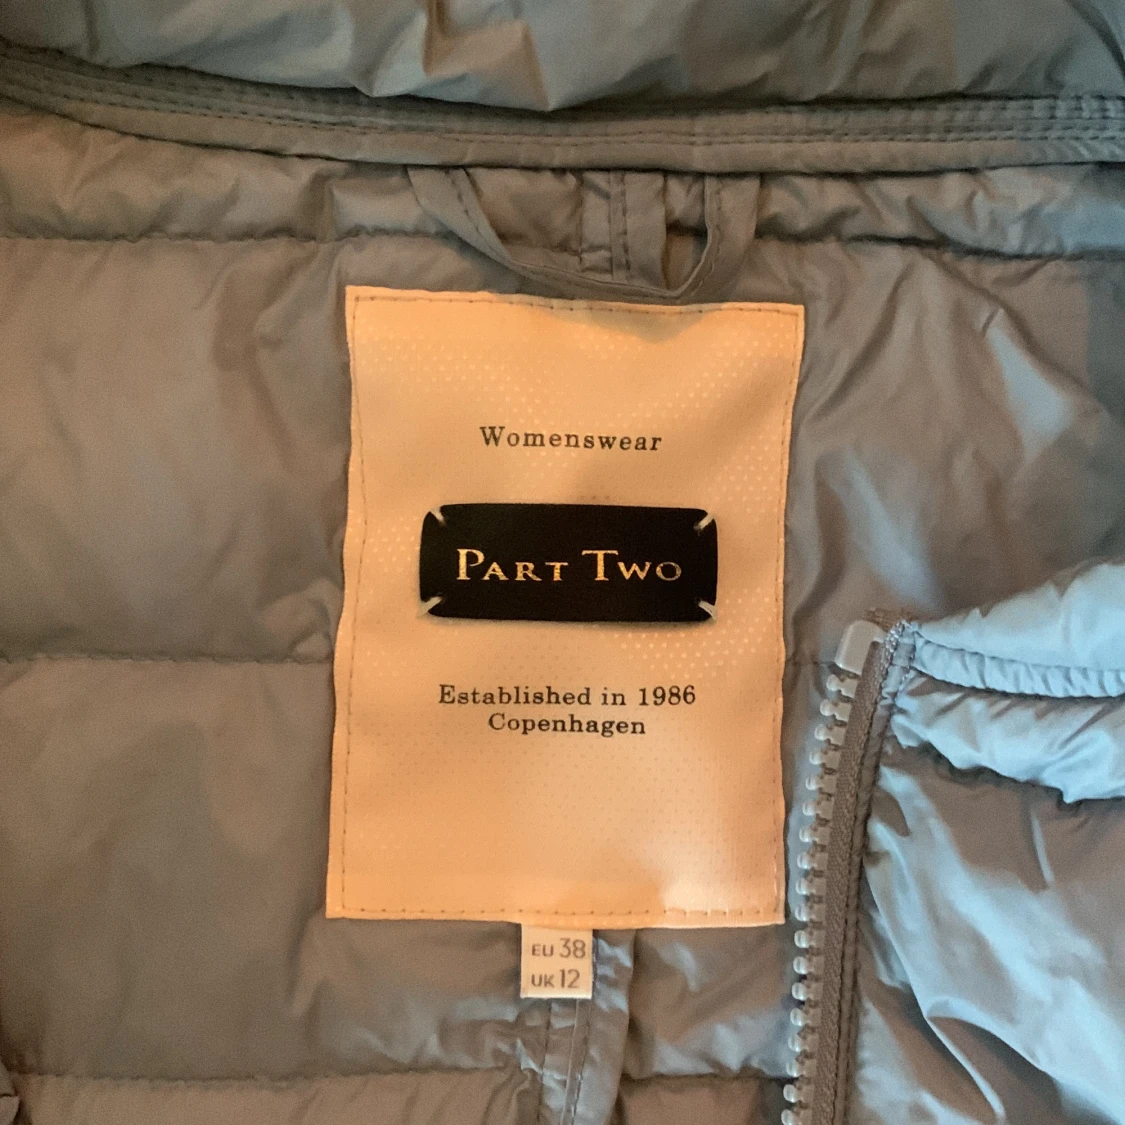 Womenswear
PART TWO
Established in 1986
Copenhagen
EU 38
UK 12